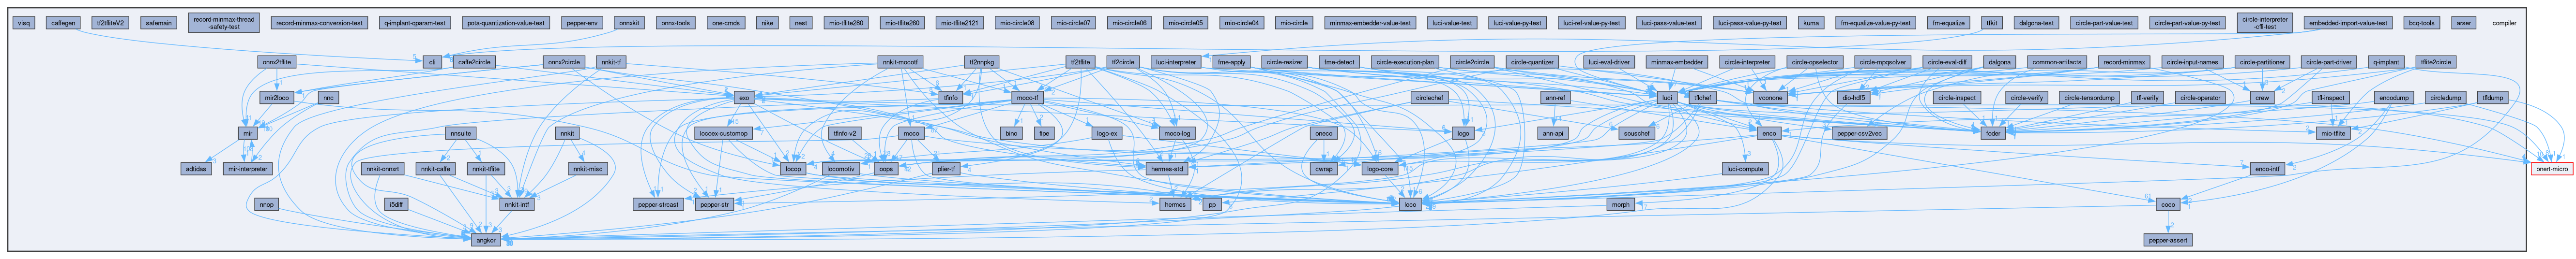 visq
caffegen
tf2tfliteV2
safemain
record-minmax-thread
-safety-test
record-minmax-conversion-test
q-implant-qparam-test
pota-quantization-value-test
pepper-env
onnxkit
onnx-tools
one-cmds
nike
nest
mio-tflite280
mio-tflite260
mio-tflite2121
mio-circle08
mio-circle07
mio-circle06
mio-circle05
mio-circle04
mio-circle
minmax-embedder-value-test
luci-value-test
luci-value-py-test
luci-ref-value-py-test
luci-pass-value-test
luci-pass-value-py-test
kuma
fm-equalize-value-py-test
fm-equalize
tfkit
dalgona-test
circle-part-value-test
circle-part-value-py-test
circle-interpreter
-cffi-test
embedded-import-value-test
bcq-tools
arser
compiler
onnx2tflite
cli
caffe2circle
onnx2circle
nnkit-tf
nnkit-mocotf
tf2nnpkg
tf2tflite
tf2circle
luci-interpreter
fme-apply
circle-resizer
fme-detect
circle-execution-plan
circle2circle
circle-quantizer
luci-eval-driver
minmax-embedder
circle-interpreter
circle-opselector
circle-mpqsolver
circle-eval-diff
dalgona
common-artifacts
record-minmax
circle-input-names
circle-partitioner
circle-part-driver
q-implant
tflite2circle
mir2loco
nnc
exo
tfinfo
moco-tf
circlechef
ann-ref
luci
tflchef
vconone
dio-hdf5
circle-inspect
circle-verify
circle-tensordump
tfl-verify
circle-operator
crew
tfl-inspect
encodump
circledump
tfldump
mir
nnsuite
nnkit
locoex-customop
tfinfo-v2
moco
bino
fipe
logo-ex
moco-log
oneco
souschef
ann-api
logo
enco
pepper-csv2vec
foder
mio-tflite
adtidas
mir-interpreter
nnkit-onnxrt
nnkit-caffe
nnkit-tflite
nnkit-misc
locop
locomotiv
oops
plier-tf
hermes-std
cwrap
logo-core
luci-compute
enco-intf
onert-micro
nnop
i5diff
nnkit-intf
pepper-strcast
pepper-str
hermes
pp
loco
morph
coco
angkor
pepper-assert